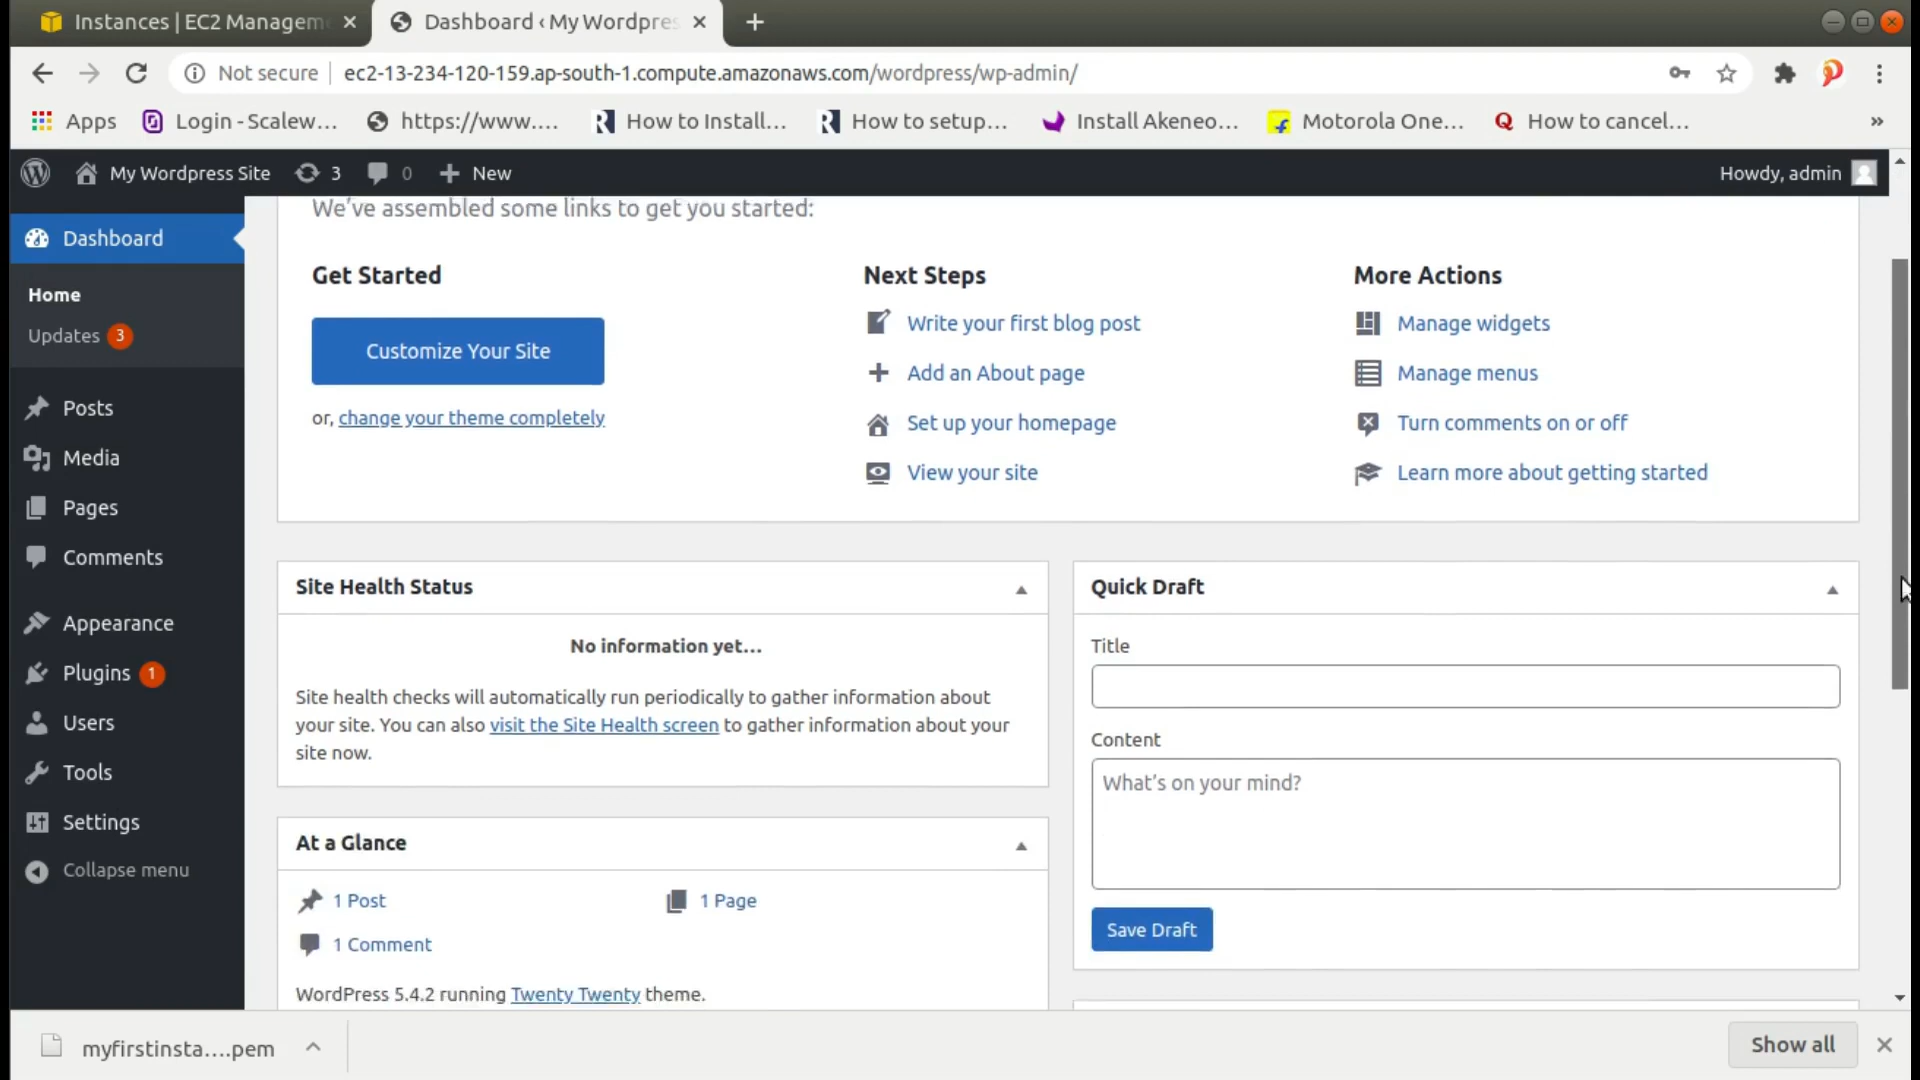 Instances | EC2 Managem
Dashboard ‹ My Wordpres
Not secure
ec2-13-234-120-159.ap-south-1.compute.amazonaws.com/wordpress/wp-admin/
Apps
Login - Scalew...
https://www....
How to Install...
How to setup...
Install Akeneo...
Motorola One...
How to cancel...
»
My Wordpress Site
3
0
New
Howdy, admin
Dashboard
Home
Updates 3
Posts
Media
Pages
Comments
Appearance
Plugins 1
Users
Tools
Settings
Collapse menu
We've assembled some links to get you started:
Get Started
Customize Your Site
or, change your theme completely
Next Steps
Write your first blog post
Add an About page
Set up your homepage
View your site
More Actions
Manage widgets
Manage menus
Turn comments on or off
Learn more about getting started
Site Health Status
No information yet...
Site health checks will automatically run periodically to gather information about
your site. You can also visit the Site Health screen to gather information about your
site now.
At a Glance
1 Post
1 Page
1 Comment
WordPress 5.4.2 running Twenty Twenty theme.
Quick Draft
Title
Content
What's on your mind?
Save Draft
myfirstinsta....pem
Show all